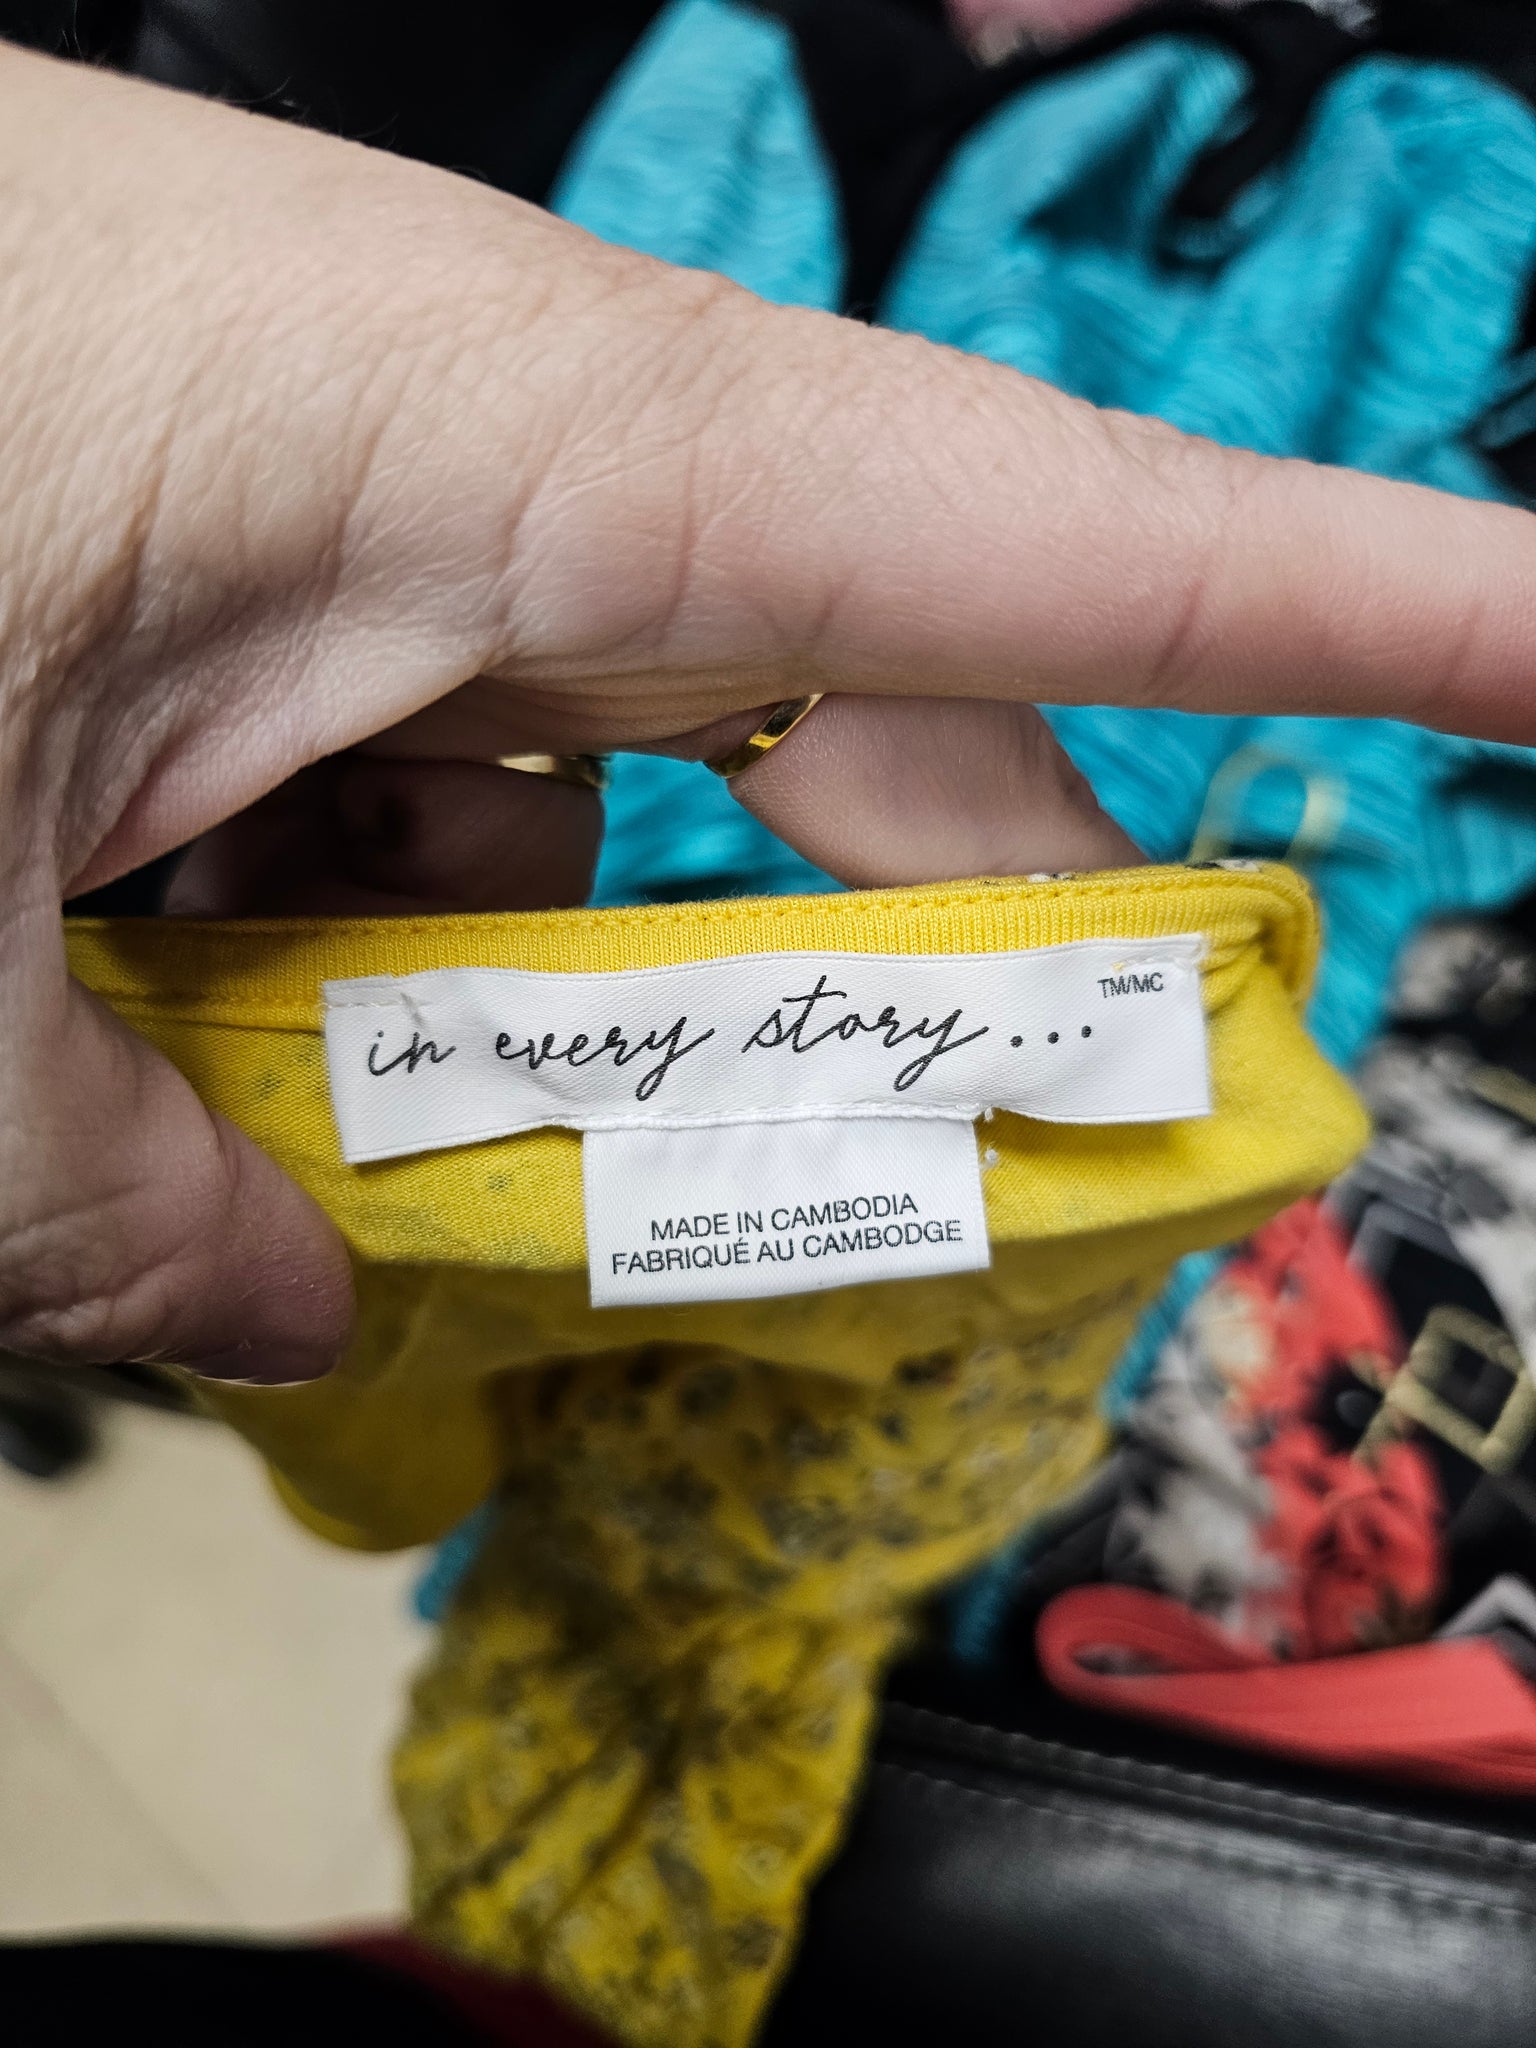 in every story... TM/MC
MADE IN CAMBODIA
FABRIQUÉ AU CAMBODGE